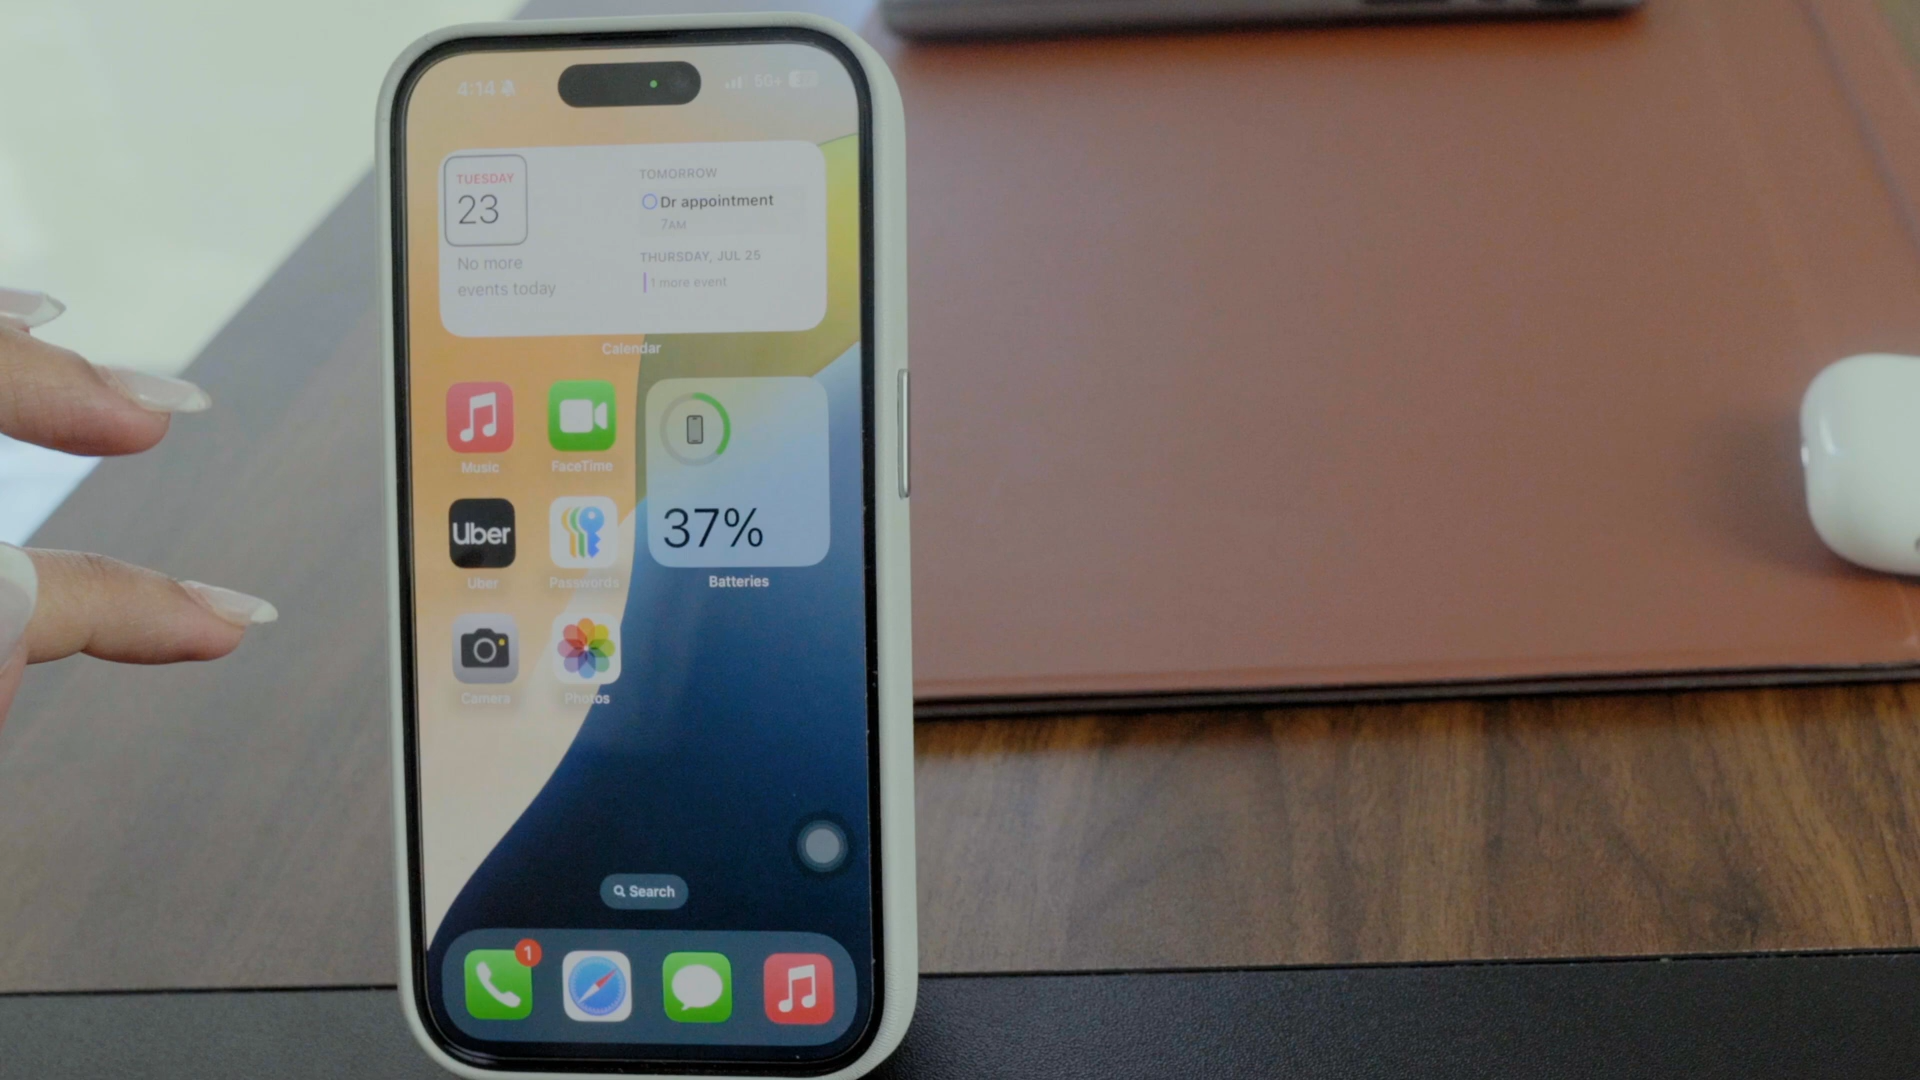 4:14
5G+
TUESDAY
23
No more
events today
TOMORROW
Dr appointment
7AM
THURSDAY, JUL 25
1 more event
Calendar
Music
FaceTime
37%
Batteries
Uber
Uber
Passwords
Camera
Photos
Search
1